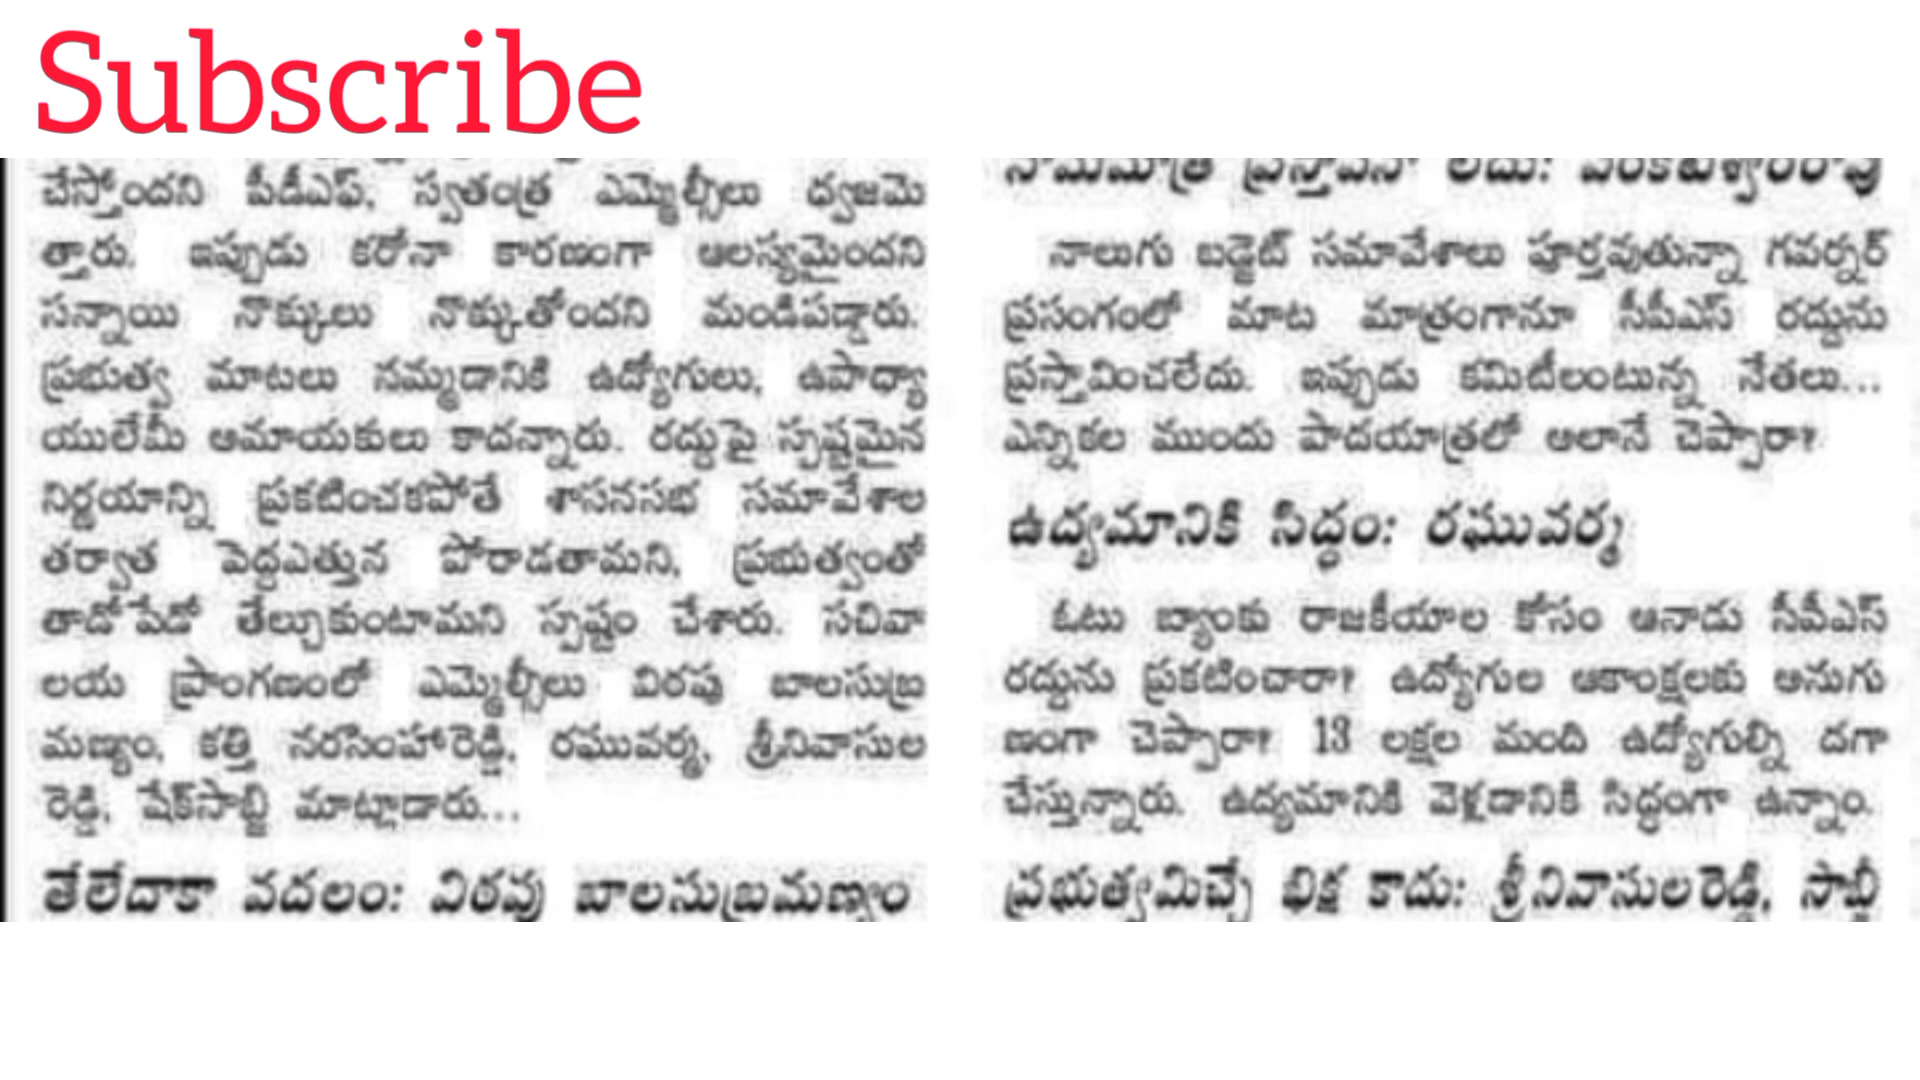 Subscribe
చేస్తోందని పీడీఎఫ్, స్వతంత్ర ఎమ్మెల్సీలు ధ్వజమె
త్తారు. ఇప్పుడు కరోనా కారణంగా ఆలస్యమైందని
సన్నాయి నొక్కులు నొక్కుతోందని మండిపడ్డారు.
ప్రభుత్వ మాటలు నమ్మడానికి ఉద్యోగులు, ఉపాధ్యా
యులేమీ అమాయకులు కాదన్నారు. రద్దుపై స్పష్టమైన
నిర్ణయాన్ని ప్రకటించకపోతే శాసనసభ సమావేశాల
తర్వాత పెద్దఎత్తున పోరాడతామని, ప్రభుత్వంతో
తాడోపేడో తేల్చుకుంటామని స్పష్టం చేశారు. సచివా
లయ ప్రాంగణంలో ఎమ్మెల్సీలు విఠపు బాలసుబ్ర
మణ్యం, కత్తి నరసింహారెడ్డి, రఘువర్మ, శ్రీనివాసుల
రెడ్డి, షేక్‌సాబ్జీ మాట్లాడారు...
తేలేదాకా వదలం: విఠపు బాలసుబ్రమణ్యం
నామమాత్ర ప్రస్తావనా లేదు: వెంకటేశ్వరరావు
నాలుగు బడ్జెట్ సమావేశాలు పూర్తవుతున్నా గవర్నర్
ప్రసంగంలో మాట మాత్రంగానూ సీపీఎస్ రద్దును
ప్రస్తావించలేదు. ఇప్పుడు కమిటీలంటున్న నేతలు...
ఎన్నికల ముందు పాదయాత్రలో అలానే చెప్పారా?
ఉద్యమానికి సిద్ధం: రఘువర్మ
ఓటు బ్యాంకు రాజకీయాల కోసం ఆనాడు సీపీఎస్
రద్దును ప్రకటించారా? ఉద్యోగుల ఆకాంక్షలకు అనుగు
ణంగా చెప్పారా? 13 లక్షల మంది ఉద్యోగుల్ని దగా
చేస్తున్నారు. ఉద్యమానికి వెళ్లడానికి సిద్ధంగా ఉన్నాం.
ప్రభుత్వమిచ్చే భిక్ష కాదు: శ్రీనివాసులరెడ్డి, సాబ్జీ